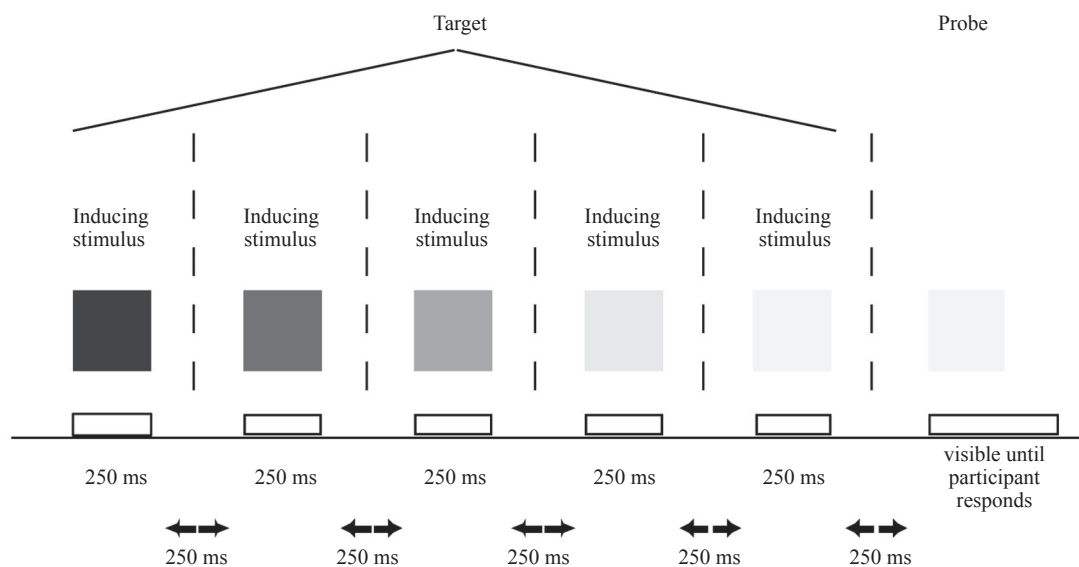 Target
Probe
Inducing
stimulus
Inducing
stimulus
Inducing
stimulus
Inducing
stimulus
Inducing
stimulus
250 ms
250 ms
250 ms
250 ms
250 ms
visible until
participant
responds
250 ms
250 ms
250 ms
250 ms
250 ms